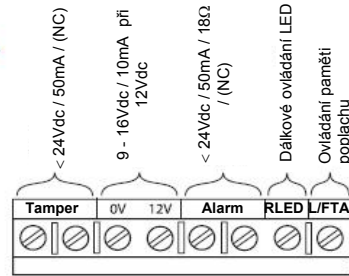 < 24Vdc / 50mA / (NC)
9 - 16Vdc / 10mA při
12Vdc
< 24Vdc / 50mA / 18Ω
/ (NC)
Dálkové ovládání LED
Ovládání paměti
poplachu
Tamper 0V 12V Alarm RLED L/FTA